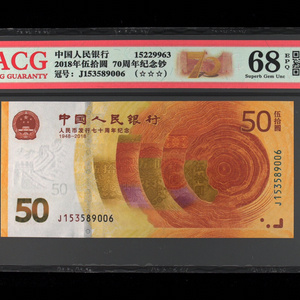 ACG
G GUARANTY
中国人民银行 15229963
2018年伍拾圆 70周年纪念钞
冠号: J153589006 (☆☆☆)
70
68 EPQ
Superb Gem Unc
中国人民银行
人民币发行七十周年纪念
1948-2018
50 伍拾圆
50
J153589006
J153589006